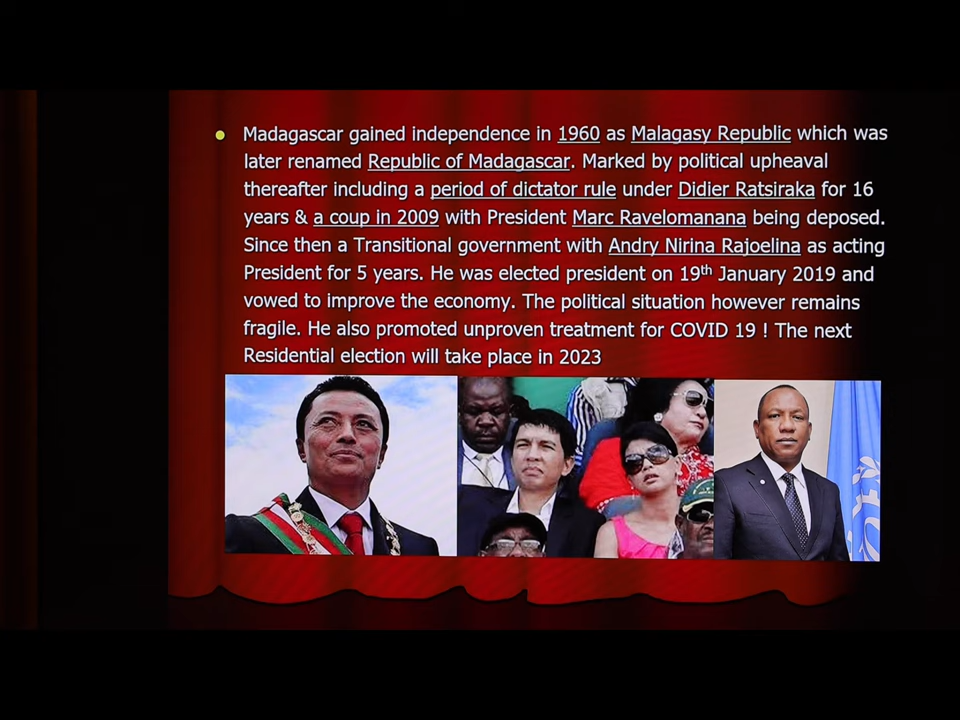 Madagascar gained independence in 1960 as Malagasy Republic which was
later renamed Republic of Madagascar. Marked by political upheaval
thereafter including a period of dictator rule under Didier Ratsiraka for 16
years & a coup in 2009 with President Marc Ravelomanana being deposed.
Since then a Transitional government with Andry Nirina Rajoelina as acting
President for 5 years. He was elected president on 19th January 2019 and
vowed to improve the economy. The political situation however remains
fragile. He also promoted unproven treatment for COVID 19 ! The next
Residential election will take place in 2023